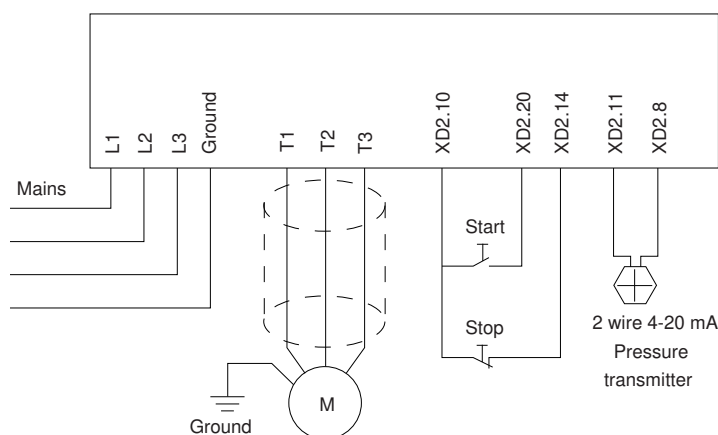 L1
L2
L3
Ground
T1
T2
T3
XD2.10
XD2.20
XD2.14
XD2.11
XD2.8
Mains
Start
Stop
2 wire 4-20 mA
Pressure
transmitter
M
Ground